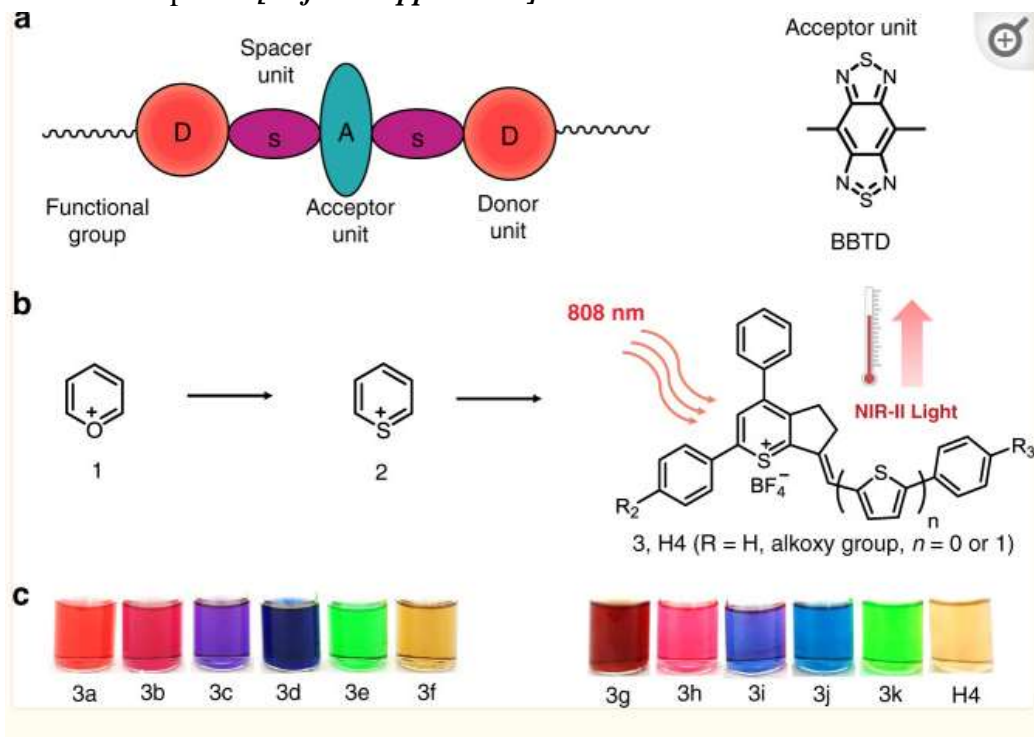 a
Spacer
unit
D
s
A
s
D
Functional
group
Acceptor
unit
Donor
unit
Acceptor unit
S
N
N
N
N
S
BBTD
b
808 nm
NIR-II Light
+
O
1
+
S
2
+
S
BF4−
R2
S
R3
n
3, H4 (R = H, alkoxy group, n = 0 or 1)
c
3a 3b 3c 3d 3e 3f 3g 3h 3i 3j 3k H4